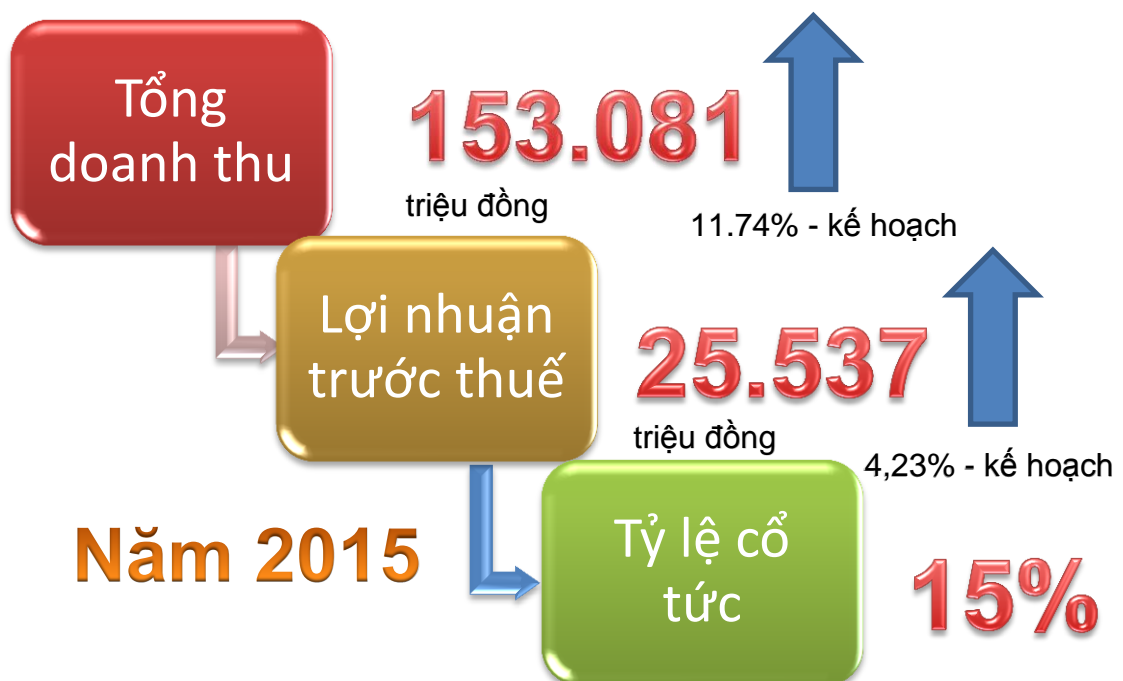 Tổng
doanh thu
153.081
triệu đồng
11.74% - kế hoạch
Lợi nhuận
trước thuế
25.537
triệu đồng
4,23% - kế hoạch
Năm 2015
Tỷ lệ cổ
tức
15%